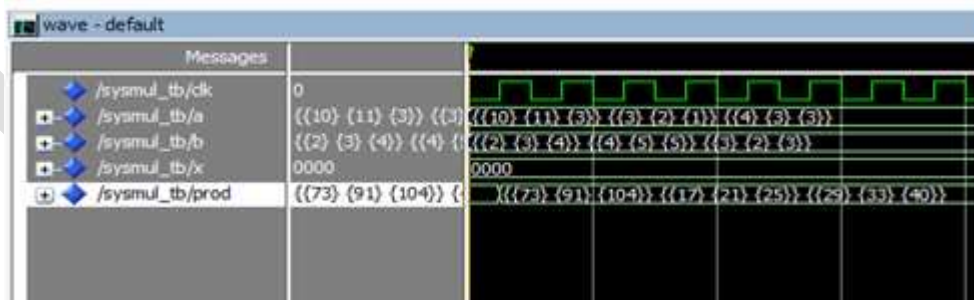 wave - default
Messages
/sysmul_tb/clk 0
/sysmul_tb/a {{10} {11} {3}} {{3} {{10} {11} {3}} {{3} {2} {1}} {{4} {3} {3}}
/sysmul_tb/b {{2} {3} {4}} {{4} { {{2} {3} {4}} {{4} {5} {5}} {{3} {2} {3}}
/sysmul_tb/x 0000 0000
/sysmul_tb/prod {{73} {91} {104}} { {{73} {91} {104}} {{17} {21} {25}} {{29} {33} {40}}